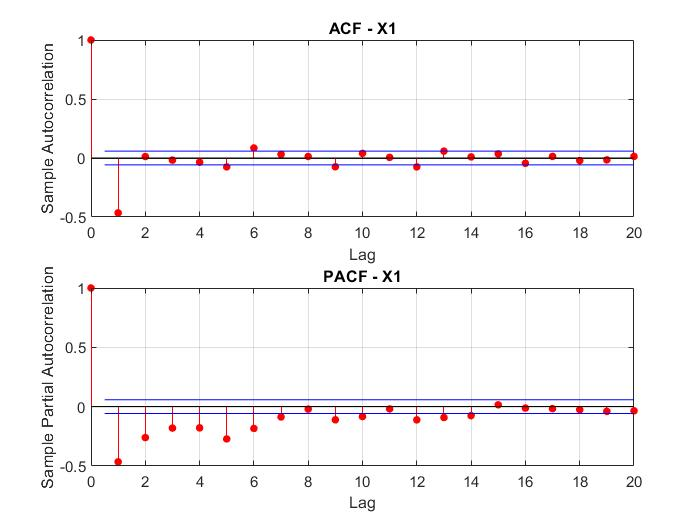 ACF - X1
Sample Autocorrelation
1
0.5
0
-0.5
0 2 4 6 8 10 12 14 16 18 20
Lag
PACF - X1
Sample Partial Autocorrelation
1
0.5
0
-0.5
0 2 4 6 8 10 12 14 16 18 20
Lag